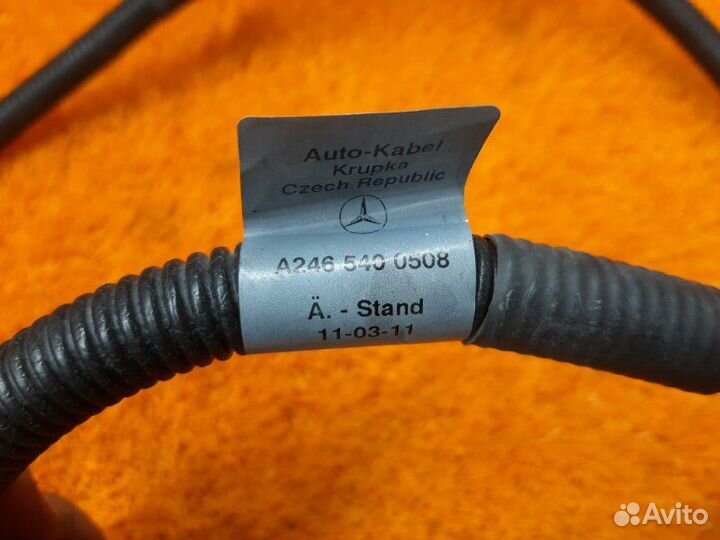 Auto-Kabel
Krupka
Czech Republic
A246 540 0508
Ä. - Stand
11-03-11
Avito